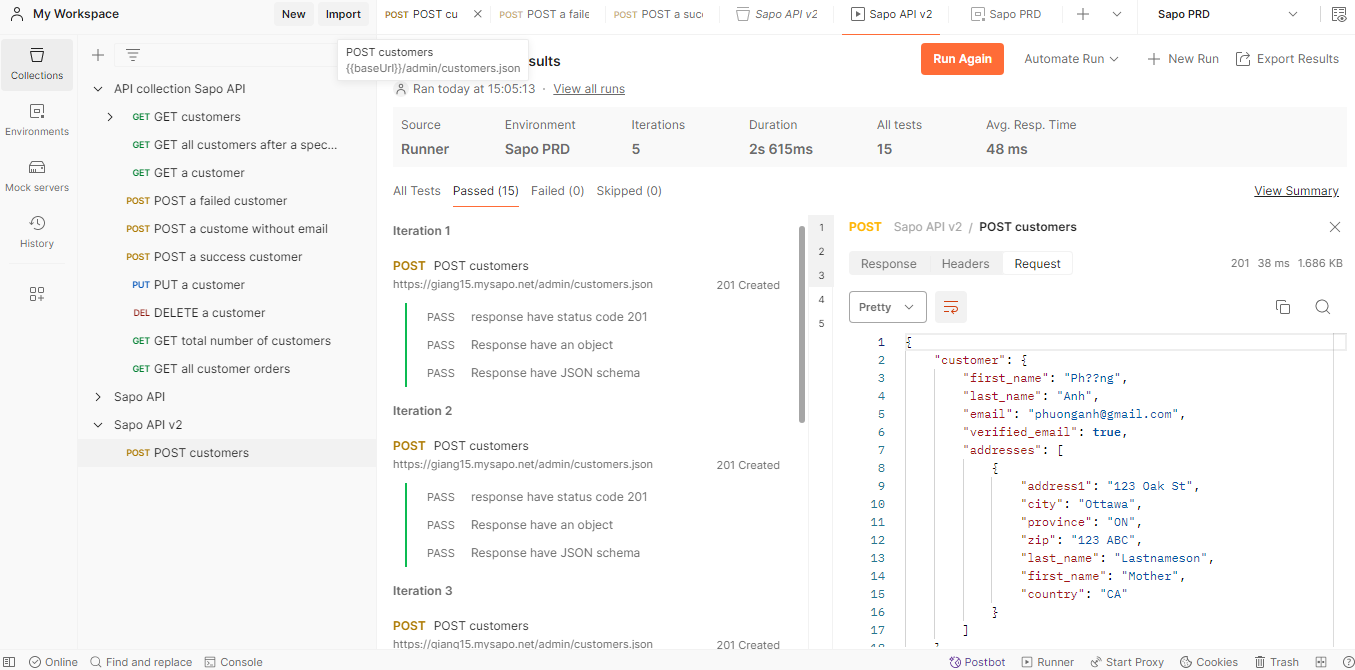 My Workspace
New
Import
POST POST cu
POST POST a faile
POST POST a succ
Sapo API v2
Sapo API v2
Sapo PRD
Sapo PRD
POST customers
{{baseUrl}}/admin/customers.json
sults
Ran today at 15:05:13 · View all runs
Run Again
Automate Run
New Run
Export Results
Collections
Environments
Mock servers
History
API collection Sapo API
GET GET customers
GET GET all customers after a spec...
GET GET a customer
POST POST a failed customer
POST POST a custome without email
POST POST a success customer
PUT PUT a customer
DEL DELETE a customer
GET GET total number of customers
GET GET all customer orders
Sapo API
Sapo API v2
POST POST customers
Source Environment Iterations Duration All tests Avg. Resp. Time
Runner Sapo PRD 5 2s 615ms 15 48 ms
All Tests Passed (15) Failed (0) Skipped (0)
View Summary
Iteration 1
POST POST customers
https://giang15.mysapo.net/admin/customers.json 201 Created
PASS response have status code 201
PASS Response have an object
PASS Response have JSON schema
Iteration 2
POST POST customers
https://giang15.mysapo.net/admin/customers.json 201 Created
PASS response have status code 201
PASS Response have an object
PASS Response have JSON schema
Iteration 3
POST POST customers
https://giang15.mysapo.net/admin/customers.json 201 Created
1
2
3
4
5
POST Sapo API v2 / POST customers
Response Headers Request
201 38 ms 1.686 KB
Pretty
1 {
2 "customer": {
3 "first_name": "Ph??ng",
4 "last_name": "Anh",
5 "email": "phuonganh@gmail.com",
6 "verified_email": true,
7 "addresses": [
8 {
9 "address1": "123 Oak St",
10 "city": "Ottawa",
11 "province": "ON",
12 "zip": "123 ABC",
13 "last_name": "Lastnameson",
14 "first_name": "Mother",
15 "country": "CA"
16 }
17 ]
Online
Find and replace
Console
Postbot
Runner
Start Proxy
Cookies
Trash